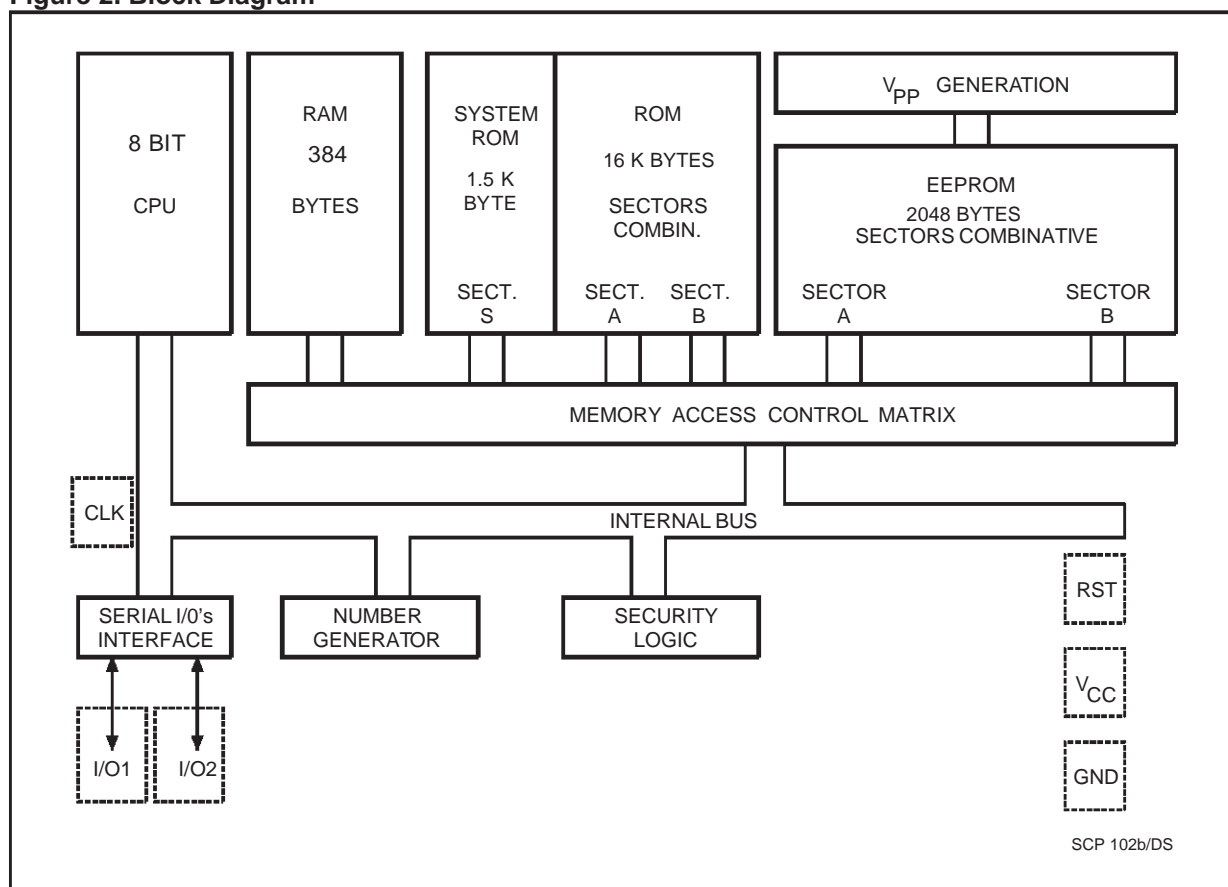 Figure 2. Block Diagram
8 BIT
CPU
RAM
384
BYTES
SYSTEM
ROM
1.5 K
BYTE
SECT.
S
ROM
16 K BYTES
SECTORS
COMBIN.
SECT.
A
SECT.
B
VPP GENERATION
EEPROM
2048 BYTES
SECTORS COMBINATIVE
SECTOR
A
SECTOR
B
MEMORY ACCESS CONTROL MATRIX
CLK
INTERNAL BUS
SERIAL I/0's
INTERFACE
NUMBER
GENERATOR
SECURITY
LOGIC
RST
VCC
GND
I/O1
I/O2
SCP 102b/DS